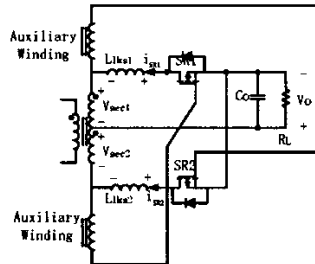 Auxiliary
Winding
Llks1
iSR1
SR1
Vsec1
Vsec2
Co
RL
Vo
Llks2
iSR2
SR2
Auxiliary
Winding